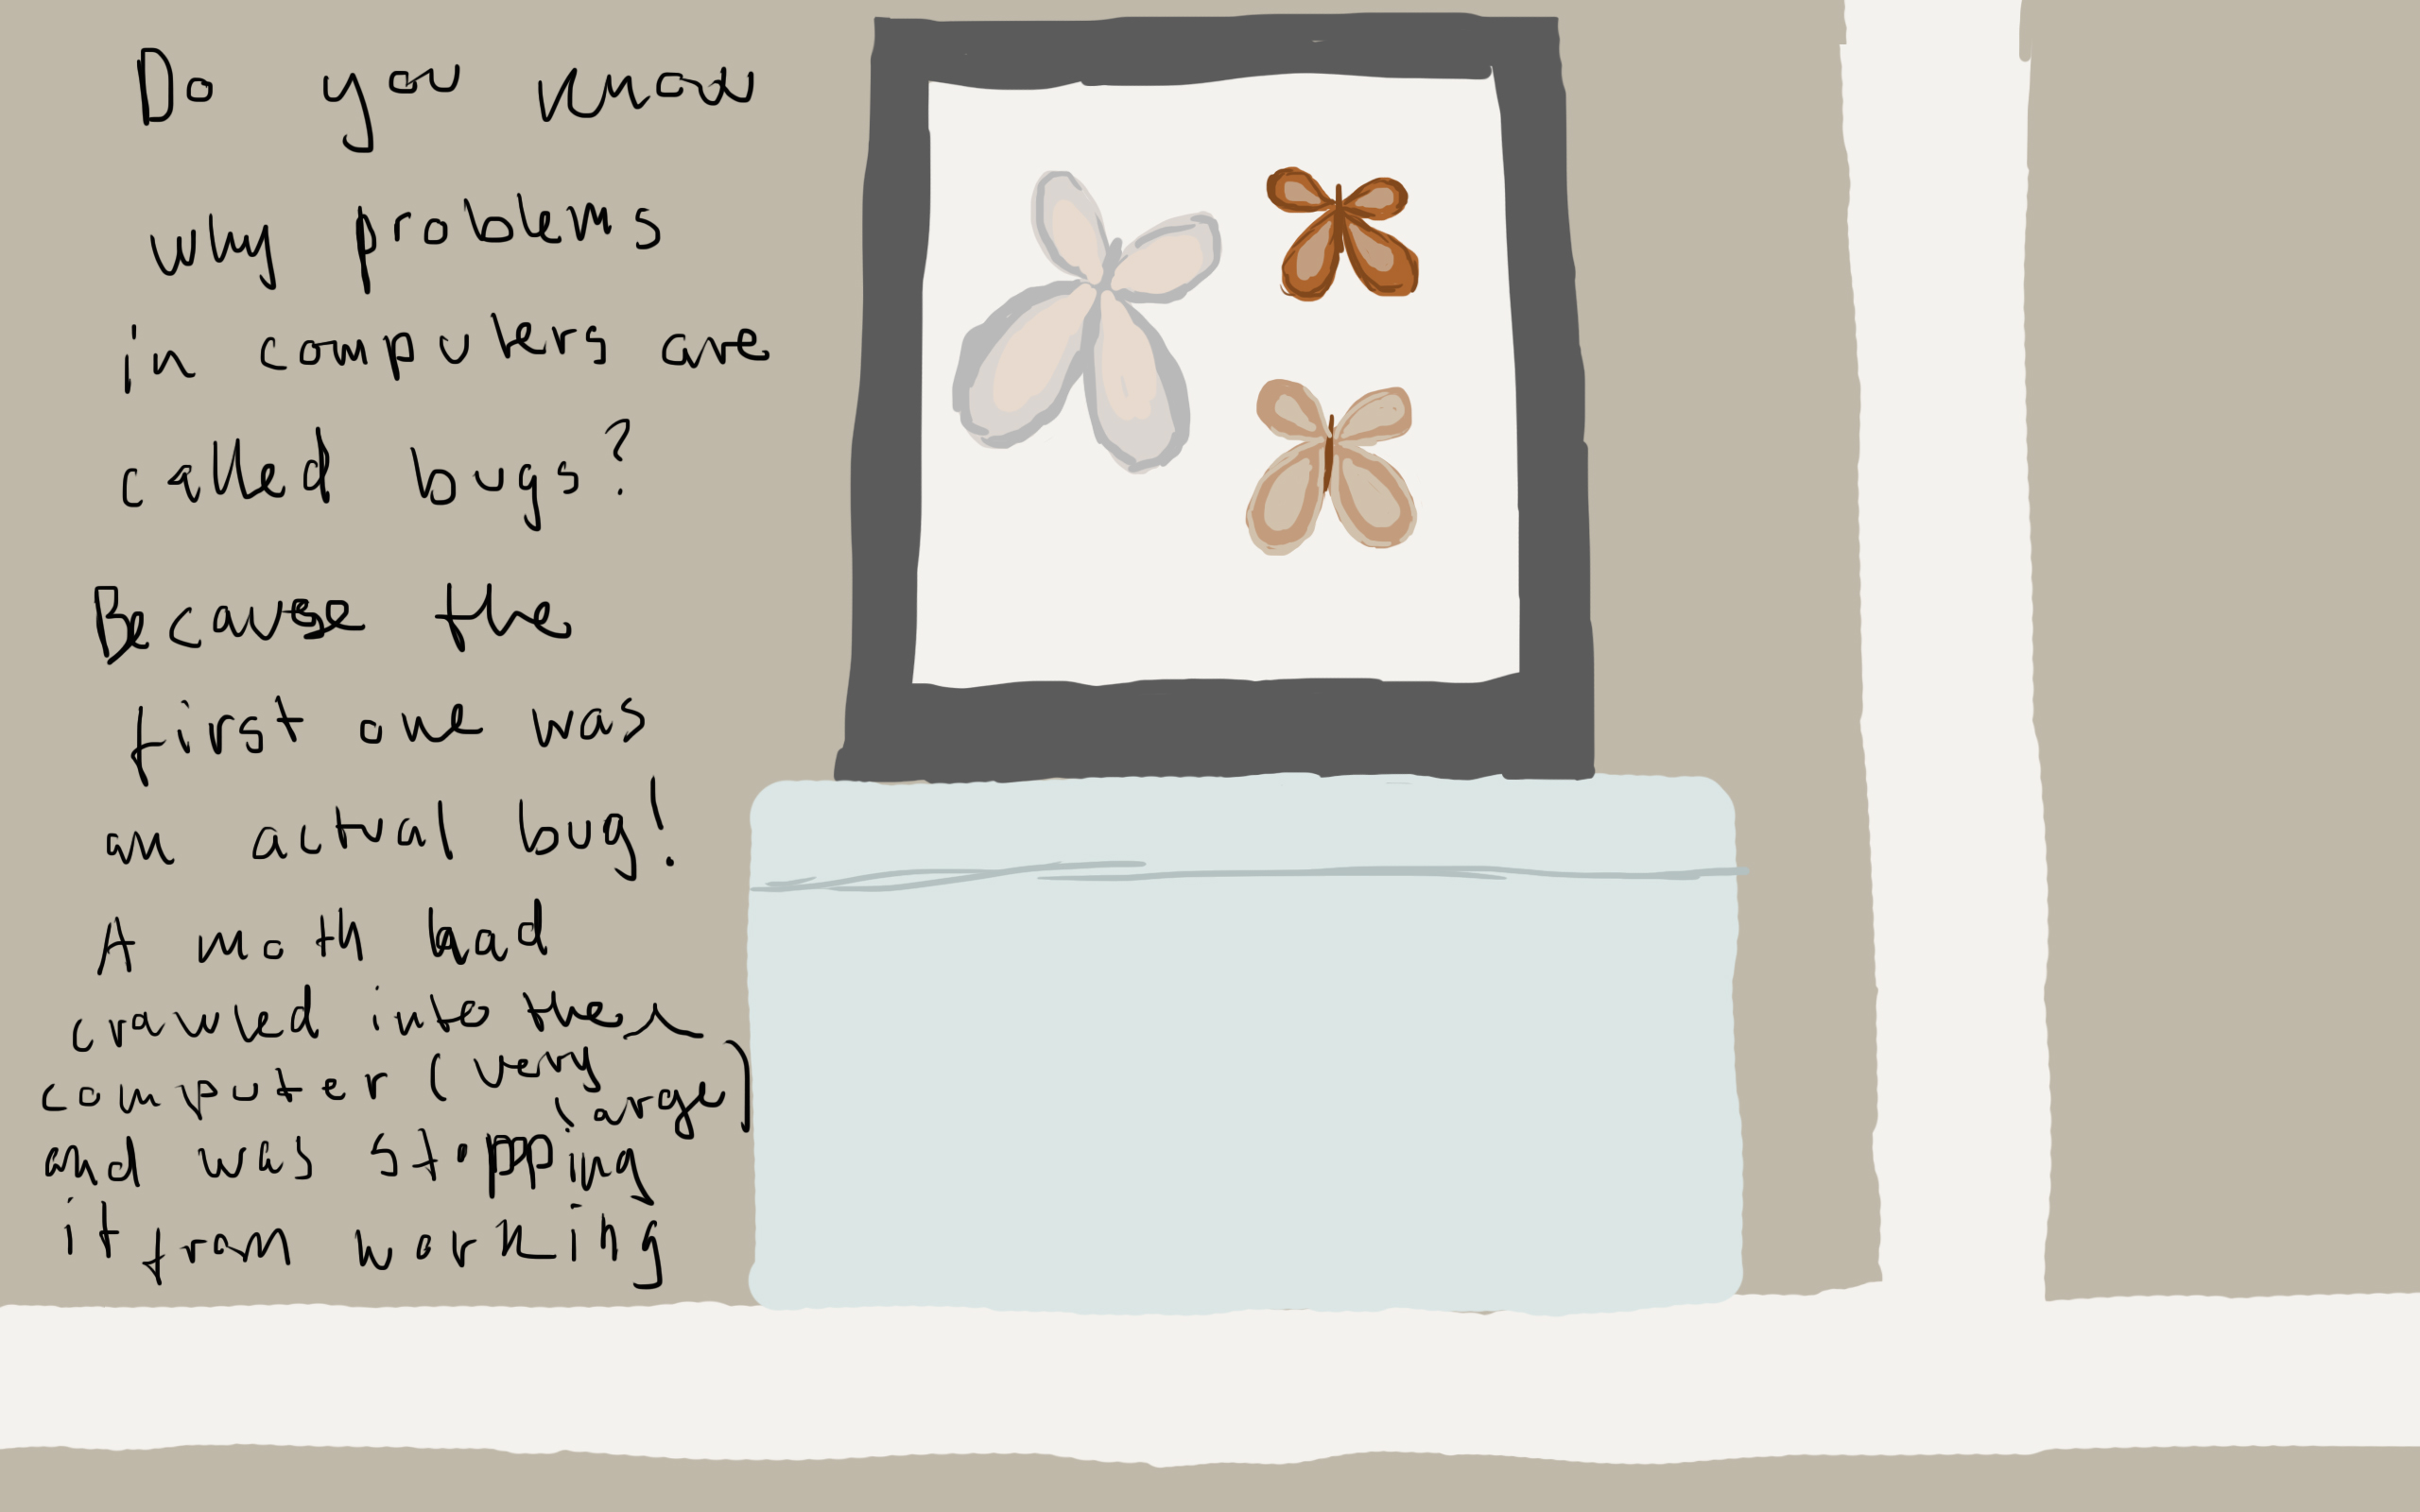 Do you know
why problems
in computers are
called bugs?
Because the
first one was
an actual bug!
A moth had
crawled into the
computer (very
large)
and was stopping
it from working